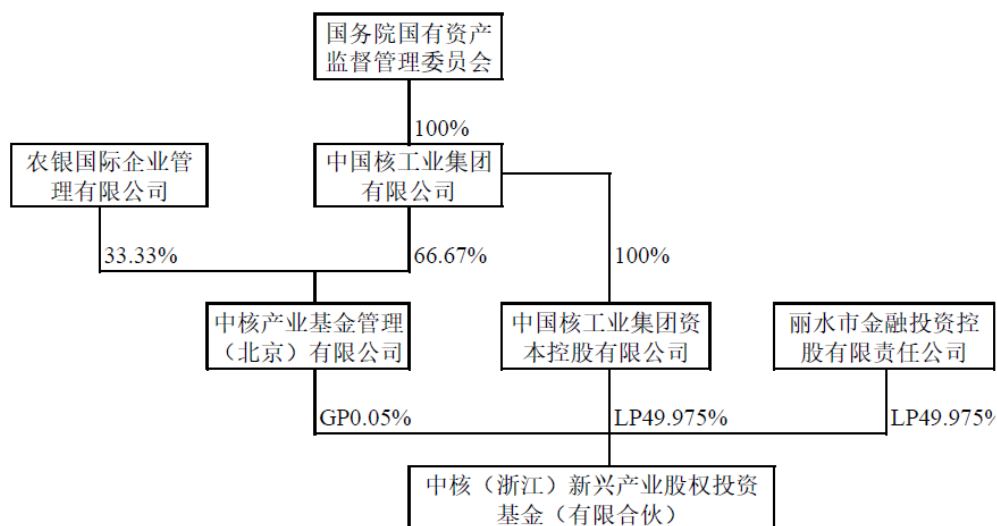 国务院国有资产
监督管理委员会
100%
农银国际企业管
理有限公司
中国核工业集团
有限公司
33.33%
66.67%
100%
中核产业基金管理
（北京）有限公司
中国核工业集团资
本控股有限公司
丽水市金融投资控
股有限责任公司
GP0.05%
LP49.975%
LP49.975%
中核（浙江）新兴产业股权投资
基金（有限合伙）